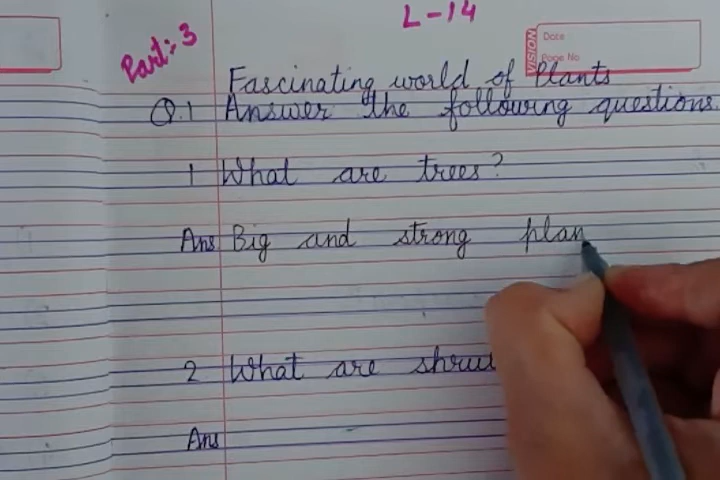 L-14
Part:- 3
VISION
Date
Page No
Fascinating world of Plants
Q.1 Answer the following questions.
1 What are trees?
Ans Big and strong plan
2 What are shru
Ans